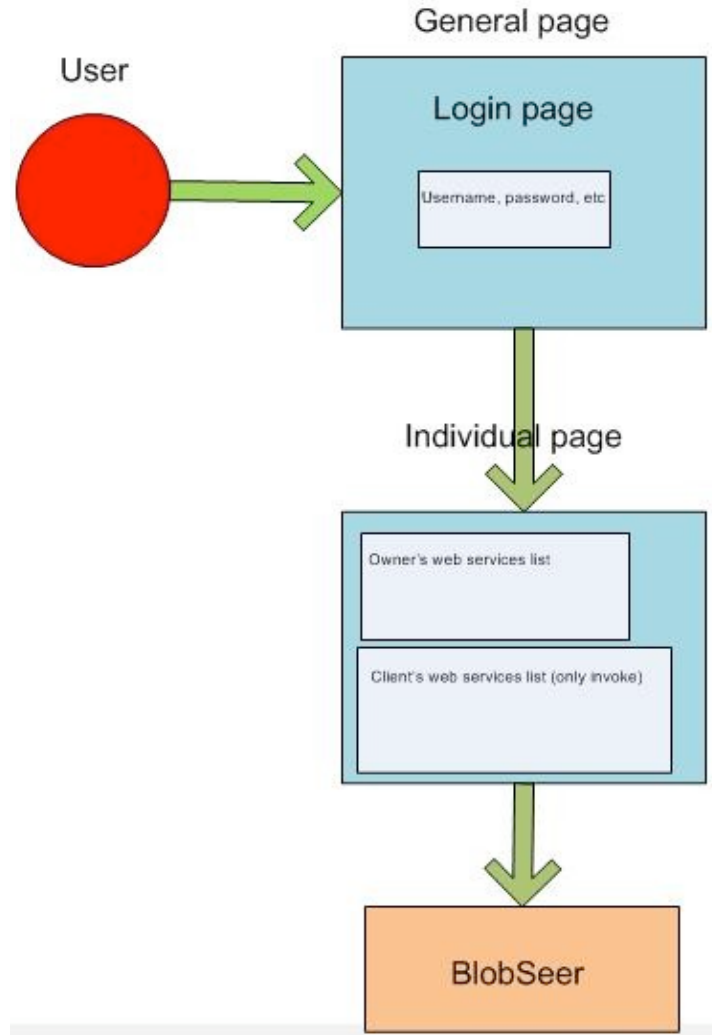 General page
User
Login page
Username, password, etc
Individual page
Owner's web services list
Client's web services list (only invoke)
BlobSeer